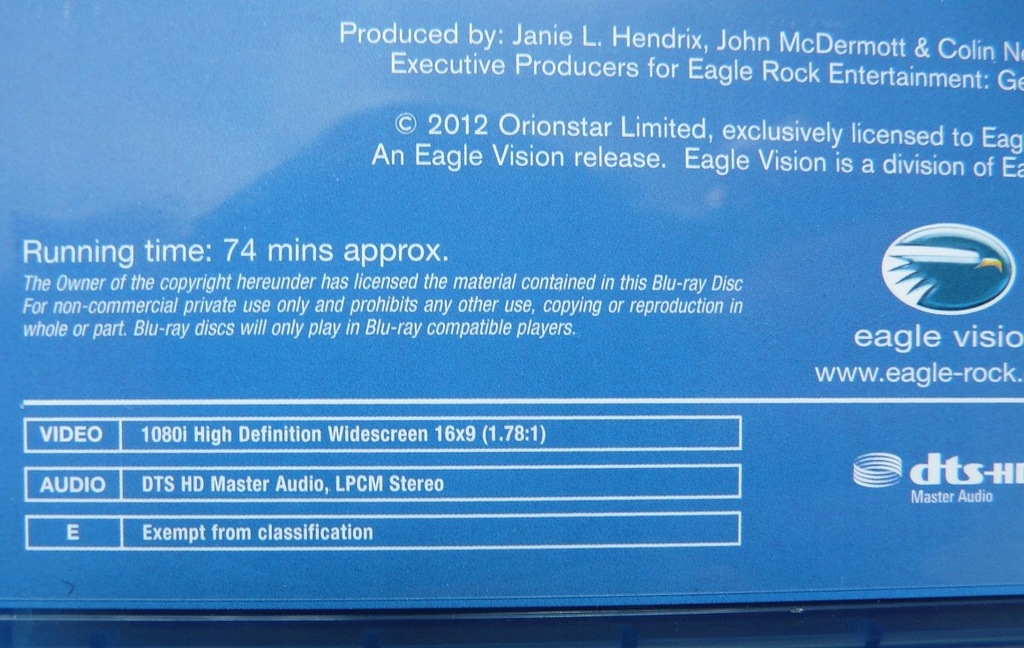 Produced by: Janie L. Hendrix, John McDermott & Colin
Executive Producers for Eagle Rock Entertainment:
© 2012 Orionstar Limited, exclusively licensed to
An Eagle Vision release. Eagle Vision is a division of
Running time: 74 mins approx.
The Owner of the copyright hereunder has licensed the material contained in this Blu-ray Disc
For non-commercial private use only and prohibits any other use, copying or reproduction in
whole or part. Blu-ray discs will only play in Blu-ray compatible players.
eagle visio
www.eagle-rock.
VIDEO 1080i High Definition Widescreen 16x9 (1.78:1)
AUDIO DTS HD Master Audio, LPCM Stereo
E Exempt from classification
dts-HD
Master Audio